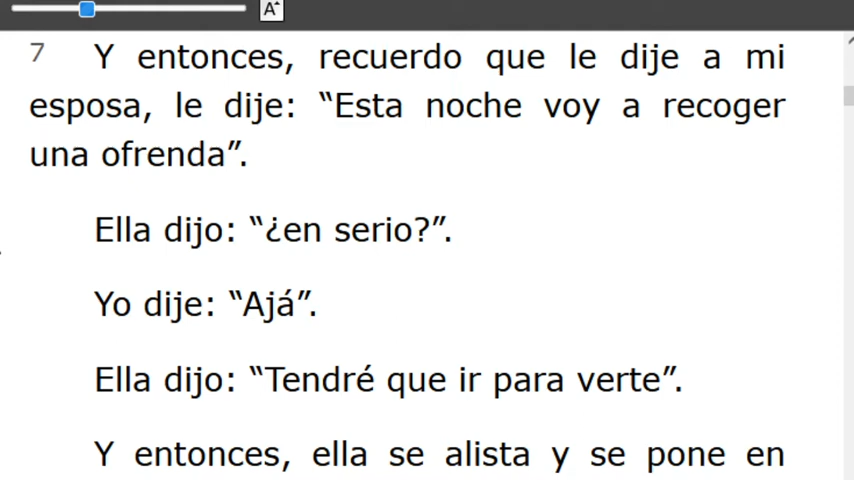 A
7 Y entonces, recuerdo que le dije a mi
esposa, le dije: “Esta noche voy a recoger
una ofrenda”.
Ella dijo: “¿en serio?”.
Yo dije: “Ajá”.
Ella dijo: “Tendré que ir para verte”.
Y entonces, ella se alista y se pone en